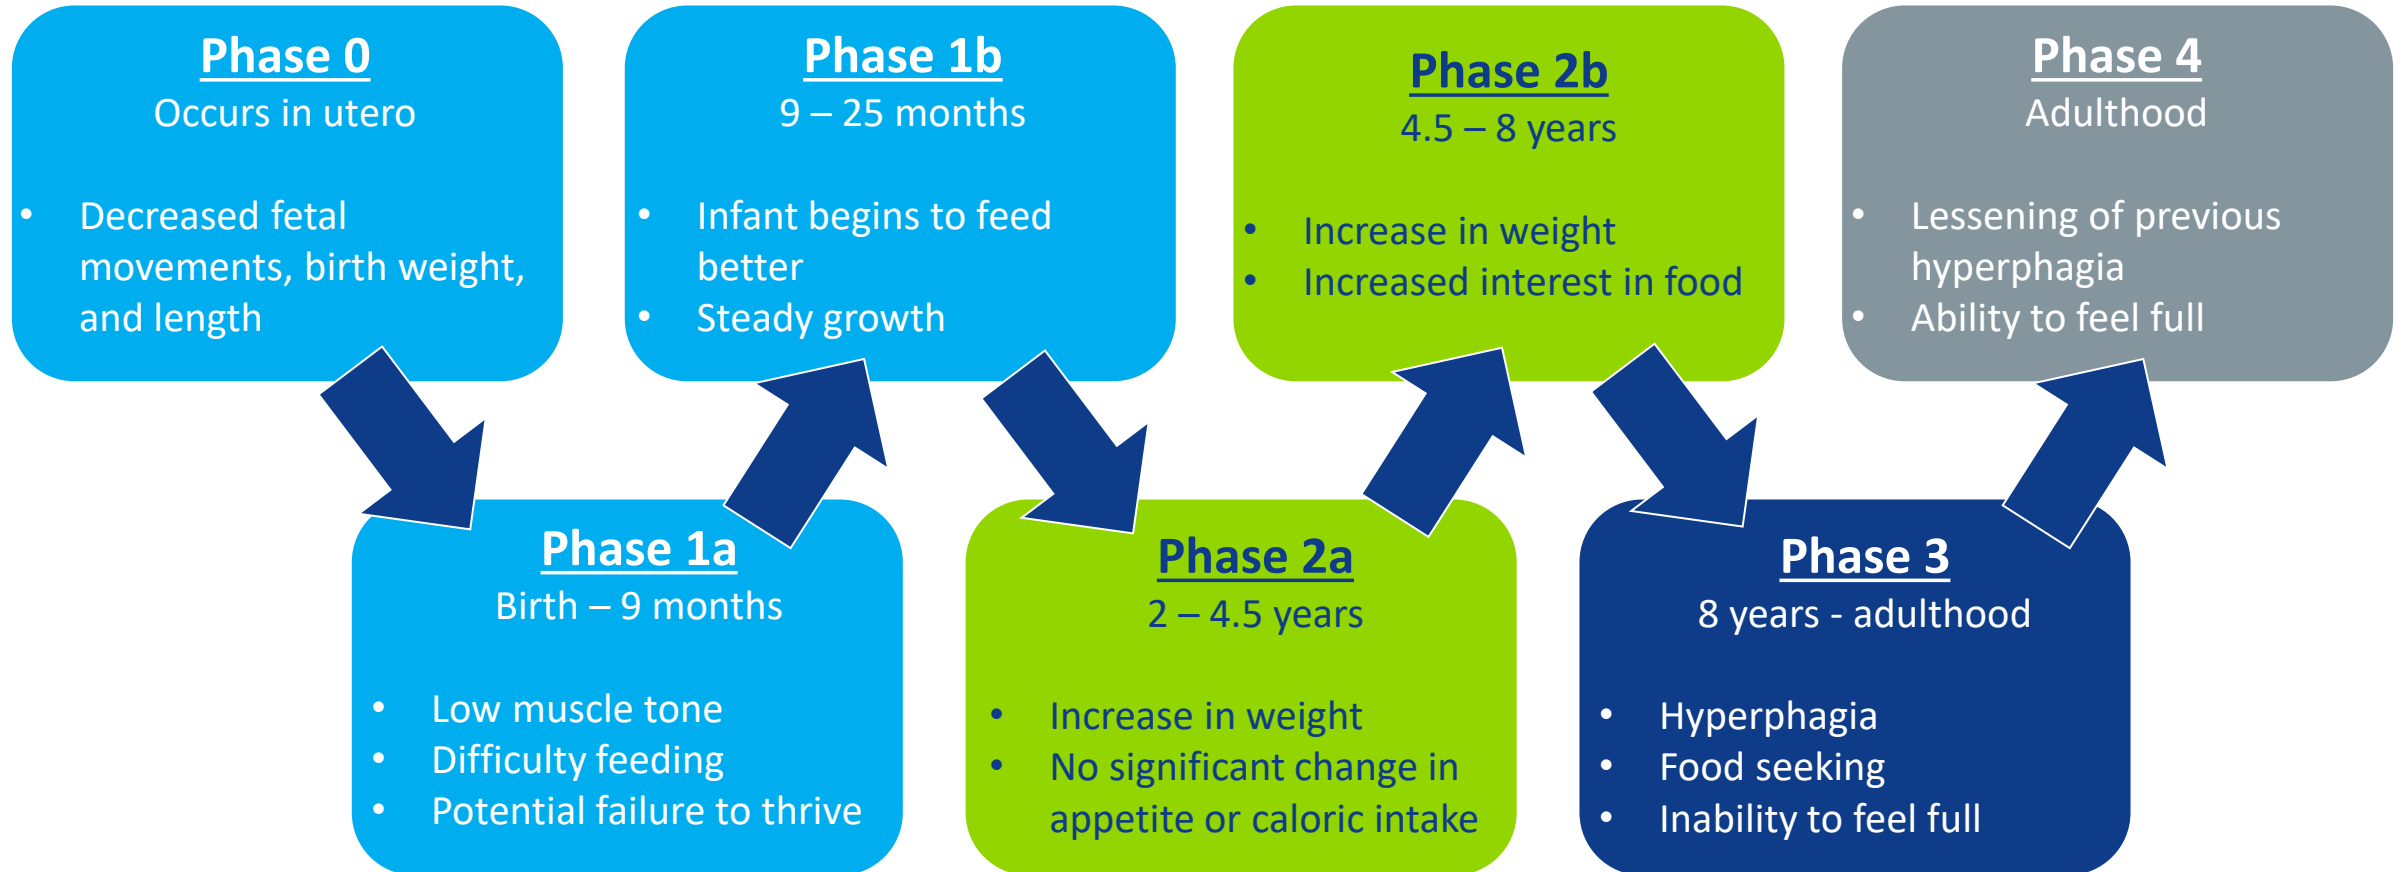 Phase 0
Occurs in utero
• Decreased fetal
movements, birth weight,
and length
Phase 1a
Birth – 9 months
• Low muscle tone
• Difficulty feeding
• Potential failure to thrive
Phase 1b
9 – 25 months
• Infant begins to feed
better
• Steady growth
Phase 2a
2 – 4.5 years
• Increase in weight
• No significant change in
appetite or caloric intake
Phase 2b
4.5 – 8 years
• Increase in weight
• Increased interest in food
Phase 3
8 years - adulthood
• Hyperphagia
• Food seeking
• Inability to feel full
Phase 4
Adulthood
• Lessening of previous
hyperphagia
• Ability to feel full